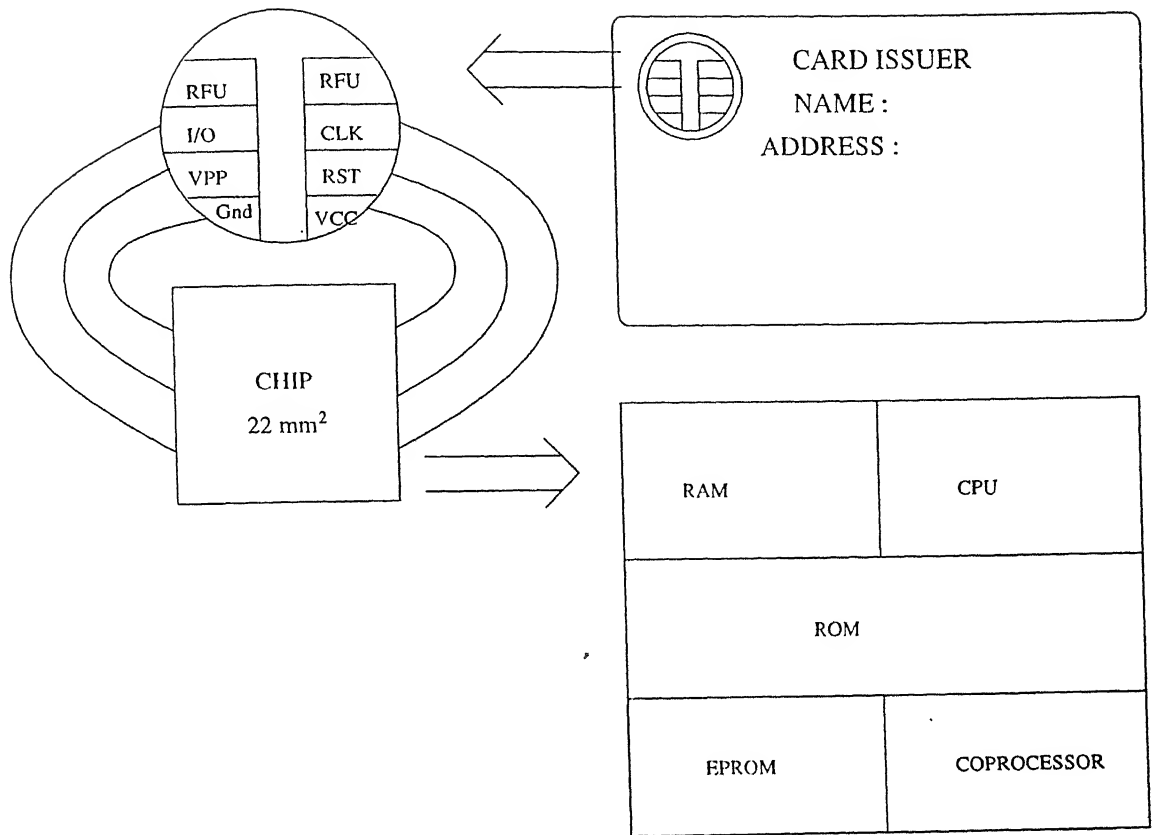 CARD ISSUER
NAME :
ADDRESS :
RFU RFU
I/O CLK
VPP RST
Gnd VCC
CHIP
22 mm²
RAM CPU
ROM
EPROM COPROCESSOR